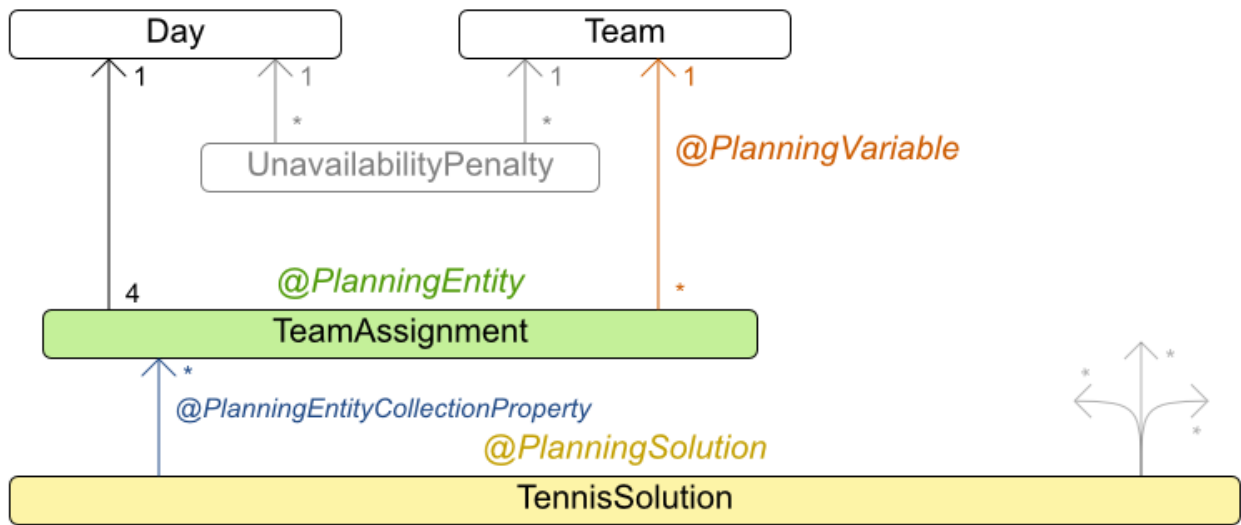 Day
Team
1
1
1
1
*
*
@PlanningVariable
UnavailabilityPenalty
@PlanningEntity
4
*
TeamAssignment
*
*
*
@PlanningEntityCollectionProperty
*
@PlanningSolution
TennisSolution